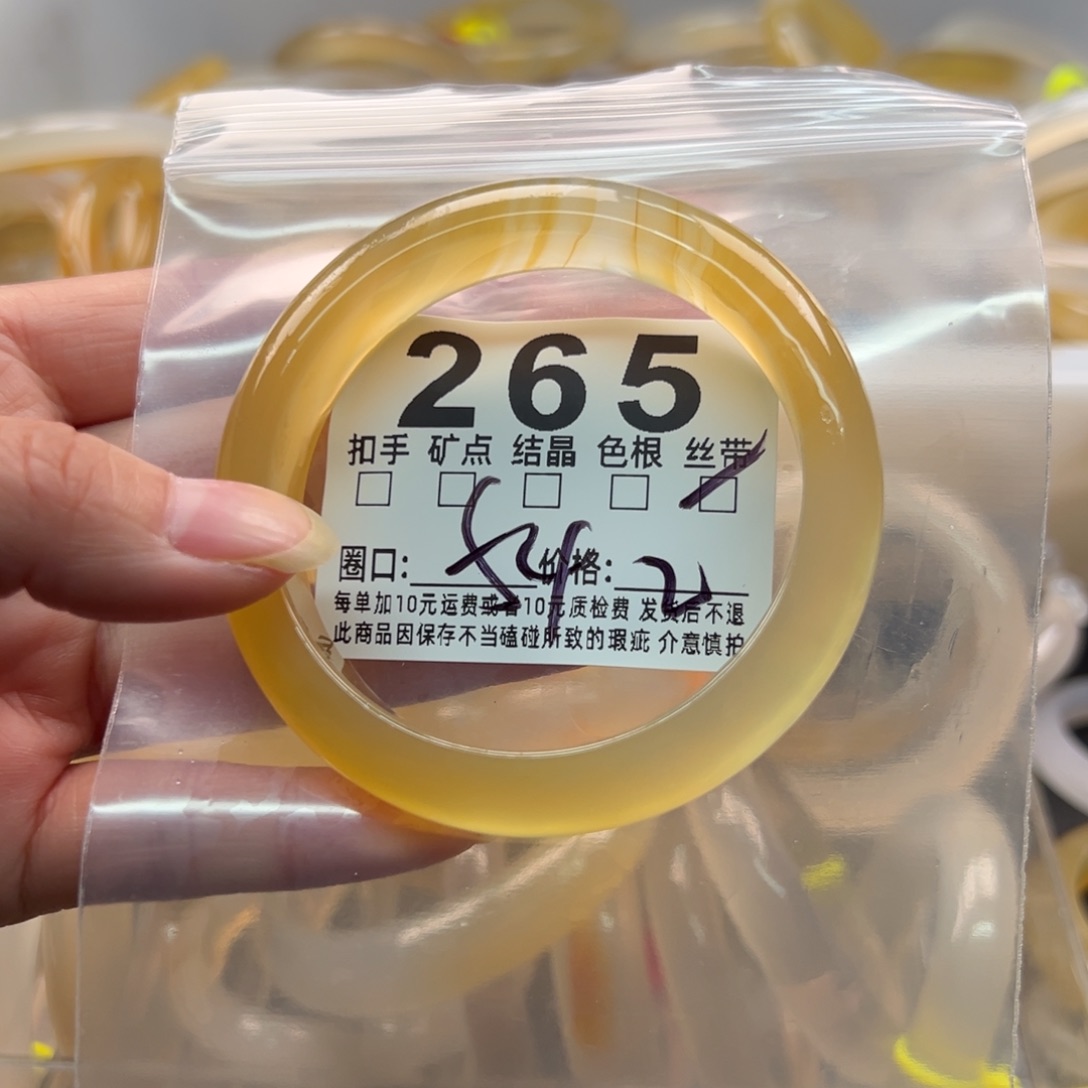 265
扣手 矿点 结晶 色根 丝带
圈口: 价格:
每单加10元运费或者10元质检费 发货后不退
此商品因保存不当磕碰所致的瑕疵 介意慎拍